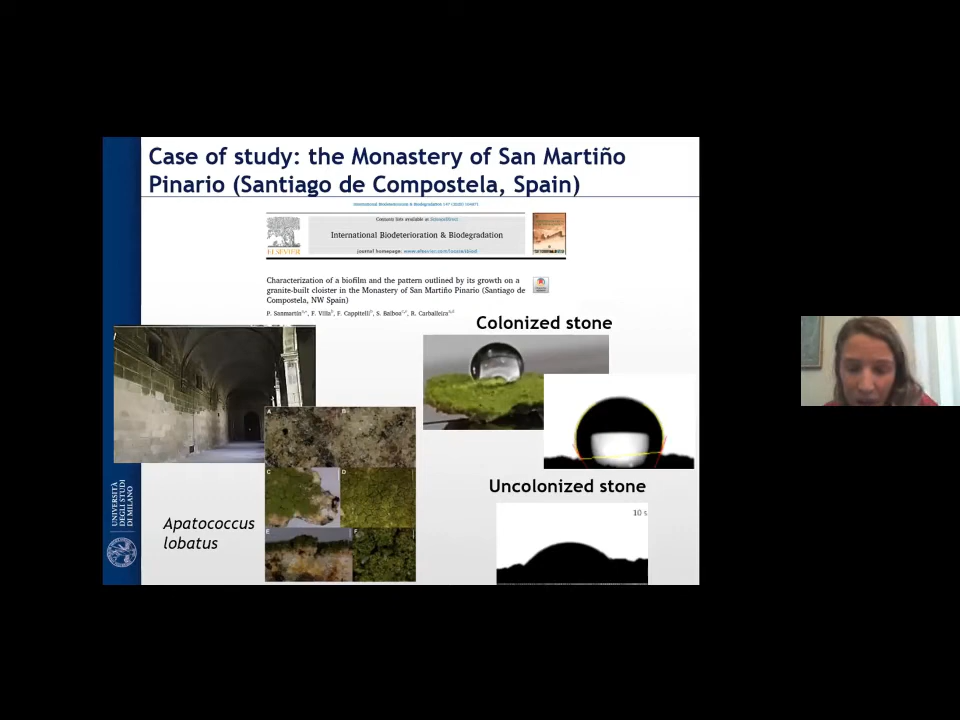 Case of study: the Monastery of San Martiño
Pinario (Santiago de Compostela, Spain)
International Biodeterioration & Biodegradation
Contents lists available at ScienceDirect
International Biodeterioration & Biodegradation
journal homepage: www.elsevier.com/locate/ibiod
ELSEVIER
Characterization of a biofilm and the pattern outlined by its growth on a
granite-built cloister in the Monastery of San Martiño Pinario (Santiago de
Compostela, NW Spain)
P. Sanmartín, F. Villa, F. Cappitelli, S. Balboa, R. Carballeira
Colonized stone
A
B
C
D
E
F
Uncolonized stone
10 s
Apatococcus
lobatus
UNIVERSITÀ
DEGLI STUDI
DI MILANO